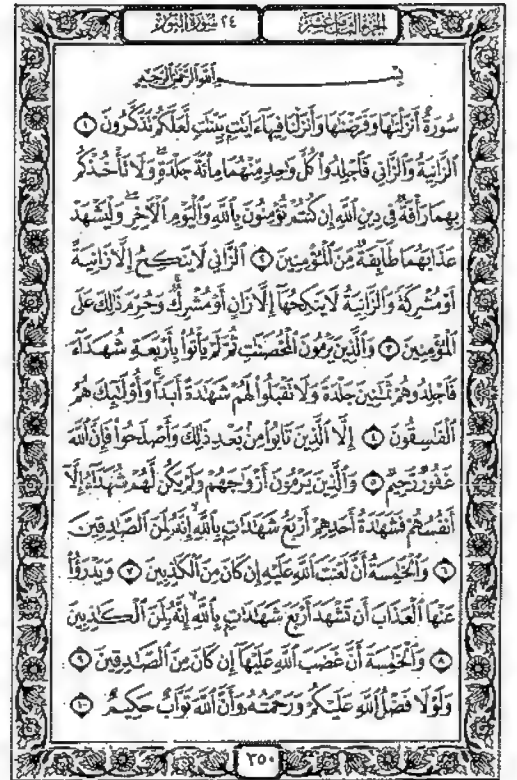 الجزء الثامن عشر
٢٤ سورة النور
بِسْمِ ٱللَّهِ ٱلرَّحْمَٰنِ ٱلرَّحِيمِ
سُورَةٌ أَنزَلْنَٰهَا وَفَرَضْنَٰهَا وَأَنزَلْنَا فِيهَآ ءَايَٰتٍۭ بَيِّنَٰتٍ لَّعَلَّكُمْ تَذَكَّرُونَ ١
ٱلزَّانِيَةُ وَٱلزَّانِى فَٱجْلِدُوا۟ كُلَّ وَٰحِدٍ مِّنْهُمَا مِا۟ئَةَ جَلْدَةٍ وَلَا تَأْخُذْكُم
بِهِمَا رَأْفَةٌ فِى دِينِ ٱللَّهِ إِن كُنتُمْ تُؤْمِنُونَ بِٱللَّهِ وَٱلْيَوْمِ ٱلْءَاخِرِ وَلْيَشْهَدْ
عَذَابَهُمَا طَآئِفَةٌ مِّنَ ٱلْمُؤْمِنِينَ ٢ ٱلزَّانِى لَا يَنكِحُ إِلَّا زَانِيَةً
أَوْ مُشْرِكَةً وَٱلزَّانِيَةُ لَا يَنكِحُهَآ إِلَّا زَانٍ أَوْ مُشْرِكٌ وَحُرِّمَ ذَٰلِكَ عَلَى
ٱلْمُؤْمِنِينَ ٣ وَٱلَّذِينَ يَرْمُونَ ٱلْمُحْصَنَٰتِ ثُمَّ لَمْ يَأْتُوا۟ بِأَرْبَعَةِ شُهَدَآءَ
فَٱجْلِدُوهُمْ ثَمَٰنِينَ جَلْدَةً وَلَا تَقْبَلُوا۟ لَهُمْ شَهَٰدَةً أَبَدًا وَأُو۟لَٰٓئِكَ هُمُ
ٱلْفَٰسِقُونَ ٤ إِلَّا ٱلَّذِينَ تَابُوا۟ مِنۢ بَعْدِ ذَٰلِكَ وَأَصْلَحُوا۟ فَإِنَّ ٱللَّهَ
غَفُورٌ رَّحِيمٌ ٥ وَٱلَّذِينَ يَرْمُونَ أَزْوَٰجَهُمْ وَلَمْ يَكُن لَّهُمْ شُهَدَآءُ إِلَّآ
أَنفُسُهُمْ فَشَهَٰدَةُ أَحَدِهِمْ أَرْبَعُ شَهَٰدَٰتٍۭ بِٱللَّهِ إِنَّهُۥ لَمِنَ ٱلصَّٰدِقِينَ
٦ وَٱلْخَٰمِسَةُ أَنَّ لَعْنَتَ ٱللَّهِ عَلَيْهِ إِن كَانَ مِنَ ٱلْكَٰذِبِينَ ٧ وَيَدْرَؤُا۟
عَنْهَا ٱلْعَذَابَ أَن تَشْهَدَ أَرْبَعَ شَهَٰدَٰتٍۭ بِٱللَّهِ إِنَّهُۥ لَمِنَ ٱلْكَٰذِبِينَ
٨ وَٱلْخَٰمِسَةَ أَنَّ غَضَبَ ٱللَّهِ عَلَيْهَآ إِن كَانَ مِنَ ٱلصَّٰدِقِينَ ٩
وَلَوْلَا فَضْلُ ٱللَّهِ عَلَيْكُمْ وَرَحْمَتُهُۥ وَأَنَّ ٱللَّهَ تَوَّابٌ حَكِيمٌ ١٠
٣٥٠